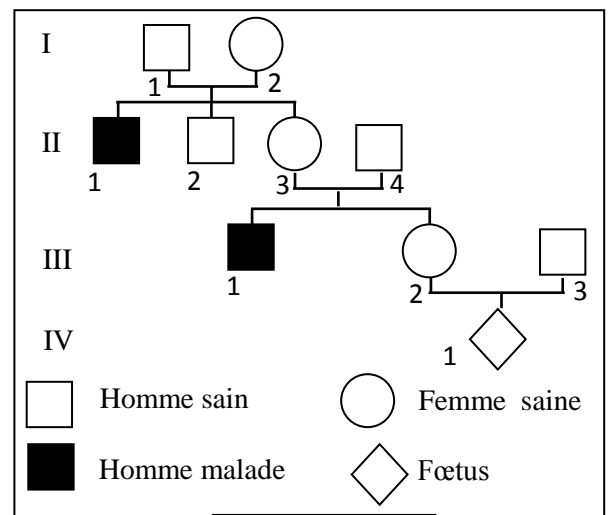 I
1 2
II
1 2 3 4
III
1 2 3
IV
1
Homme sain Femme saine
Homme malade Fœtus